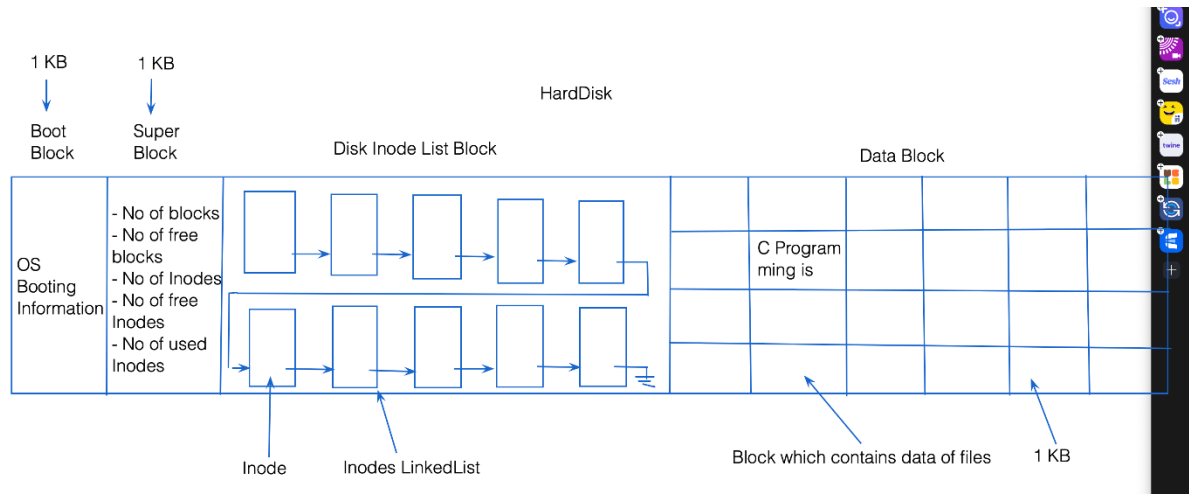 1 KB
1 KB
HardDisk
Boot
Block
Super
Block
Disk Inode List Block
Data Block
OS
Booting
Information
- No of blocks
- No of free
blocks
- No of Inodes
- No of free
Inodes
- No of used
Inodes
C Program
ming is
Inode
Inodes LinkedList
Block which contains data of files
1 KB
Sesh
twine